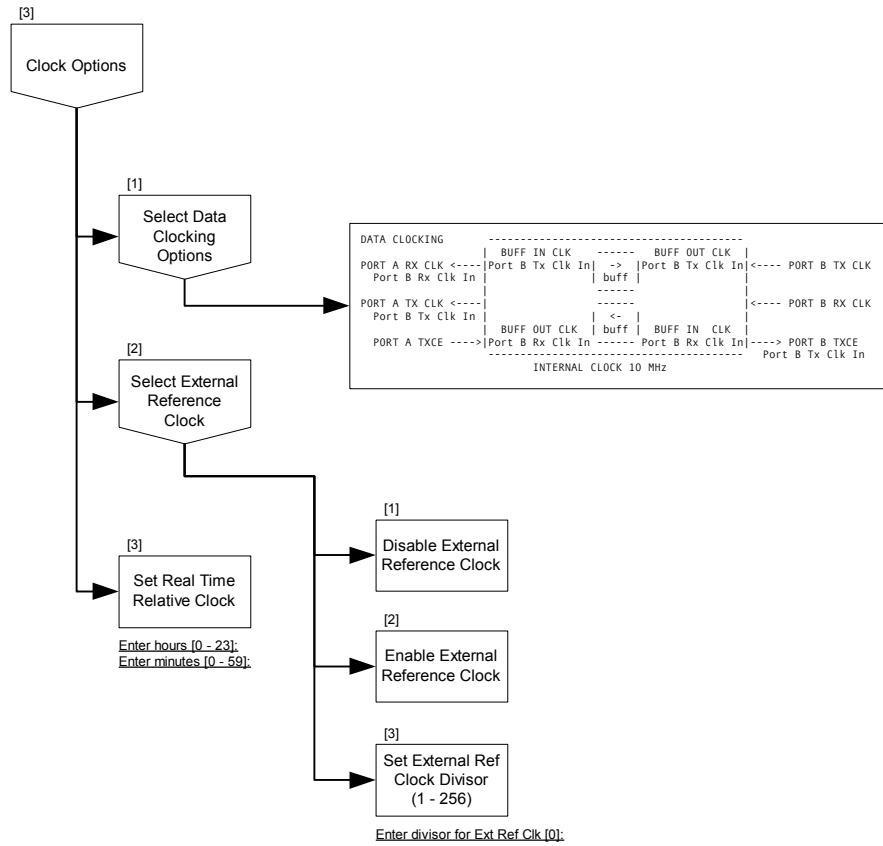 [3]
Clock Options
[1]
Select Data
Clocking
Options
DATA CLOCKING          ---------------------------------------
                     | BUFF IN CLK    ------    BUFF OUT CLK  |
PORT A RX CLK <----|Port B Tx Clk In|  ->  |Port B Tx Clk In|<---- PORT B TX CLK
Port B Rx Clk In |                | buff |                |
                     |                 ------                 |
PORT A TX CLK <----|                 ------                 |<---- PORT B RX CLK
Port B Tx Clk In |                |  <-  |                |
                     |  BUFF OUT CLK  | buff |  BUFF IN  CLK  |
PORT A TXCE ---->|Port B Rx Clk In ------ Port B Rx Clk In|----> PORT B TXCE
---------------------------------------   Port B Tx Clk In
INTERNAL CLOCK 10 MHz
[2]
Select External
Reference
Clock
[3]
Set Real Time
Relative Clock
Enter hours [0 - 23]:
Enter minutes [0 - 59]:
[1]
Disable External
Reference Clock
[2]
Enable External
Reference Clock
[3]
Set External Ref
Clock Divisor
(1 - 256)
Enter divisor for Ext Ref Clk [0]: